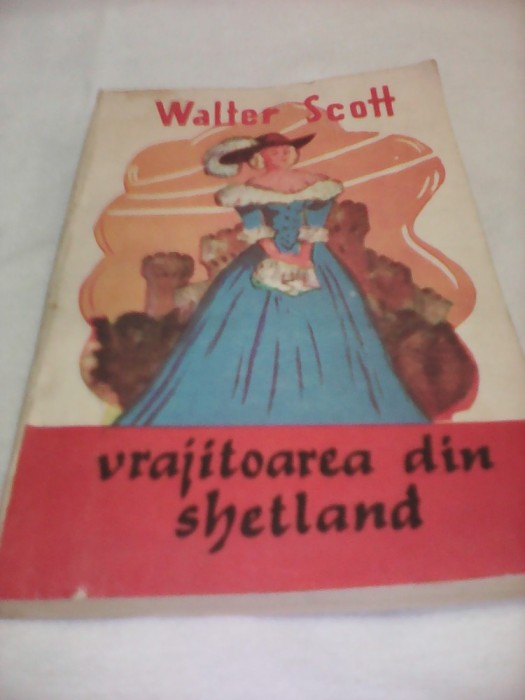 Walter Scott
vrajitoarea din
shetland